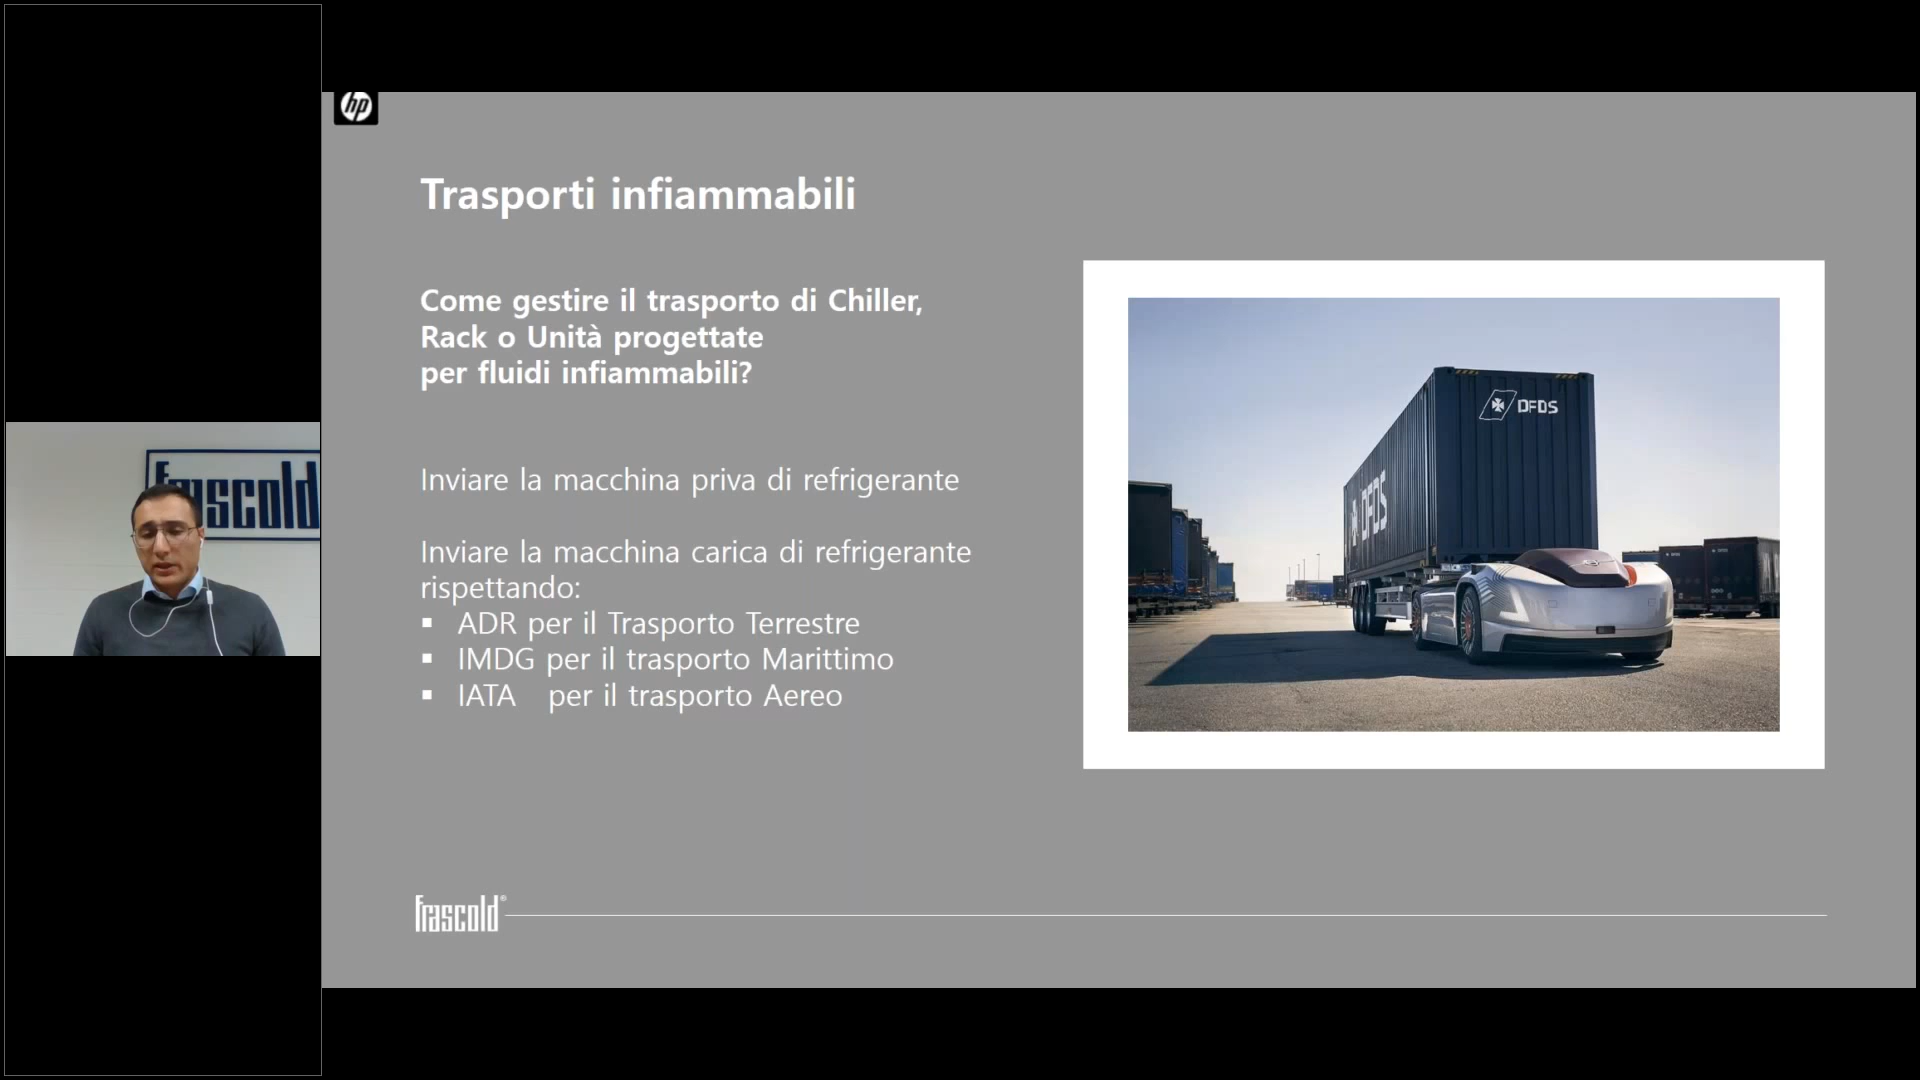 hp
Trasporti infiammabili
Come gestire il trasporto di Chiller,
Rack o Unità progettate
per fluidi infiammabili?
Inviare la macchina priva di refrigerante
Inviare la macchina carica di refrigerante
rispettando:
▪ ADR per il Trasporto Terrestre
▪ IMDG per il trasporto Marittimo
▪ IATA per il trasporto Aereo
DFDS
DFDS
frascold
frascold®